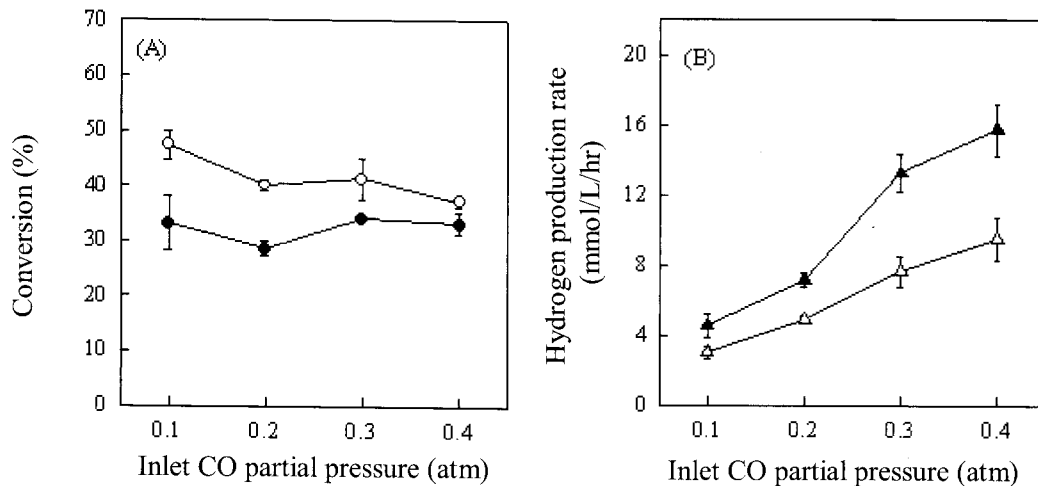 (A)
Conversion (%)
70
60
50
40
30
30
10
0
0.1 0.2 0.3 0.4
Inlet CO partial pressure (atm)
(B)
Hydrogen production rate
(mmol/L/hr)
20
16
12
8
4
0
0.1 0.2 0.3 0.4
Inlet CO partial pressure (atm)